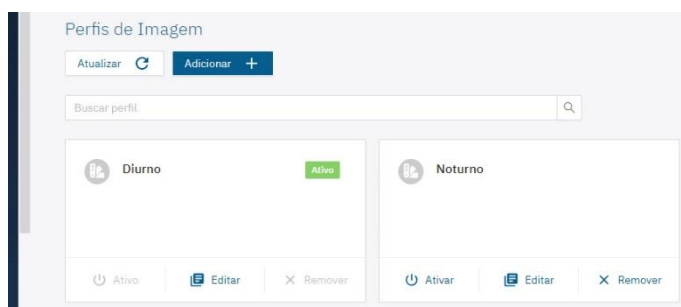 Perfis de Imagem
Atualizar
Adicionar
Buscar perfil
Diurno
Ativo
Noturno
Ativo
Editar
Remover
Ativar
Editar
Remover